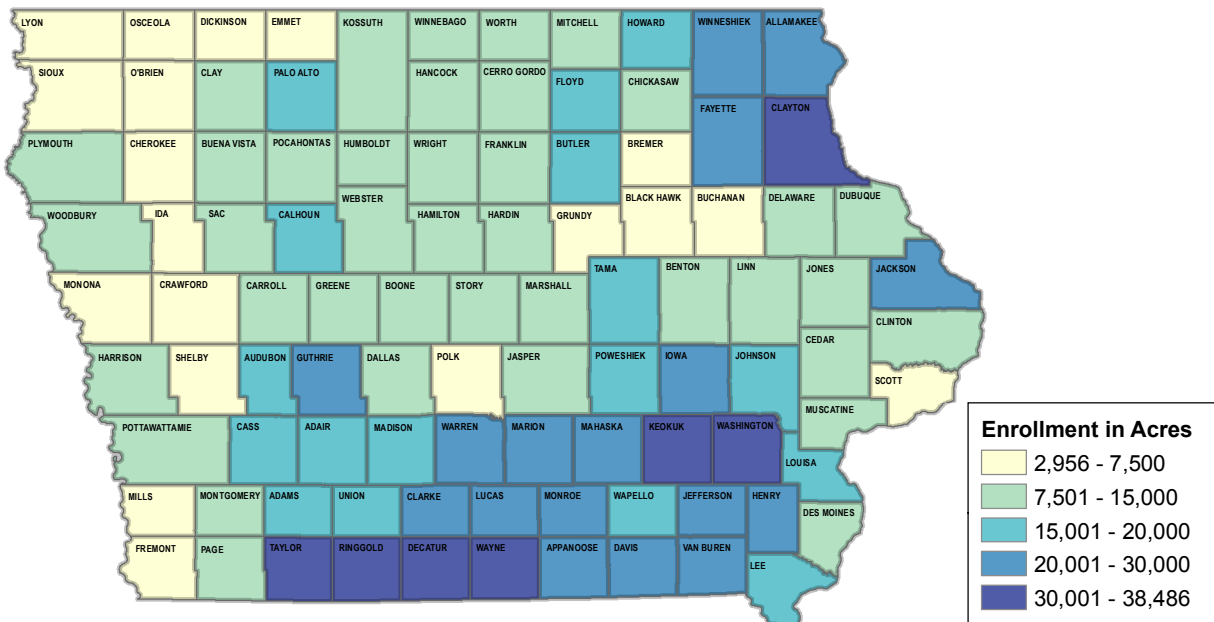 LYON OSCEOLA DICKINSON EMMET KOSSUTH WINNEBAGO WORTH MITCHELL HOWARD WINNESHIEK ALLAMAKEE
SIOUX O'BRIEN CLAY PALO ALTO HANCOCK CERRO GORDO FLOYD CHICKASAW
FAYETTE CLAYTON
PLYMOUTH CHEROKEE BUENA VISTA POCAHONTAS HUMBOLDT WRIGHT FRANKLIN BUTLER BREMER
WOODBURY IDA SAC CALHOUN WEBSTER HAMILTON HARDIN GRUNDY BLACK HAWK BUCHANAN DELAWARE DUBUQUE
MONONA CRAWFORD CARROLL GREENE BOONE STORY MARSHALL TAMA BENTON LINN JONES JACKSON
CLINTON
HARRISON SHELBY AUDUBON GUTHRIE DALLAS POLK JASPER POWESHIEK IOWA JOHNSON CEDAR
SCOTT
MUSCATINE
POTTAWATTAMIE CASS ADAIR MADISON WARREN MARION MAHASKA KEOKUK WASHINGTON
LOUISA
MILLS MONTGOMERY ADAMS UNION CLARKE LUCAS MONROE WAPELLO JEFFERSON HENRY
DES MOINES
FREMONT PAGE TAYLOR RINGGOLD DECATUR WAYNE APPANOOSE DAVIS VAN BUREN
LEE
Enrollment in Acres
2,956 - 7,500
7,501 - 15,000
15,001 - 20,000
20,001 - 30,000
30,001 - 38,486